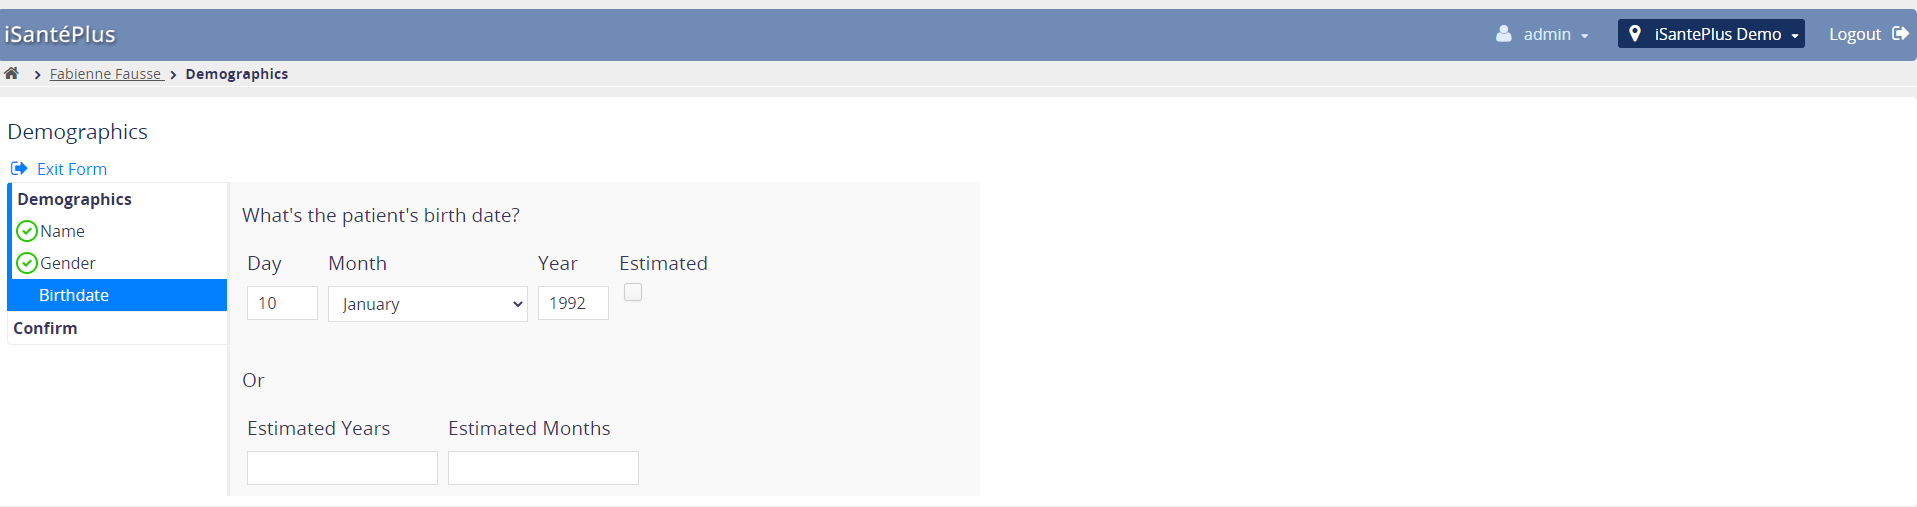 iSantéPlus admin iSantePlus Demo Logout
Fabienne Fausse Demographics
Demographics
Exit Form
Demographics
Name
Gender
Birthdate
Confirm
What's the patient's birth date?
Day Month Year Estimated
10 January 1992
Or
Estimated Years Estimated Months